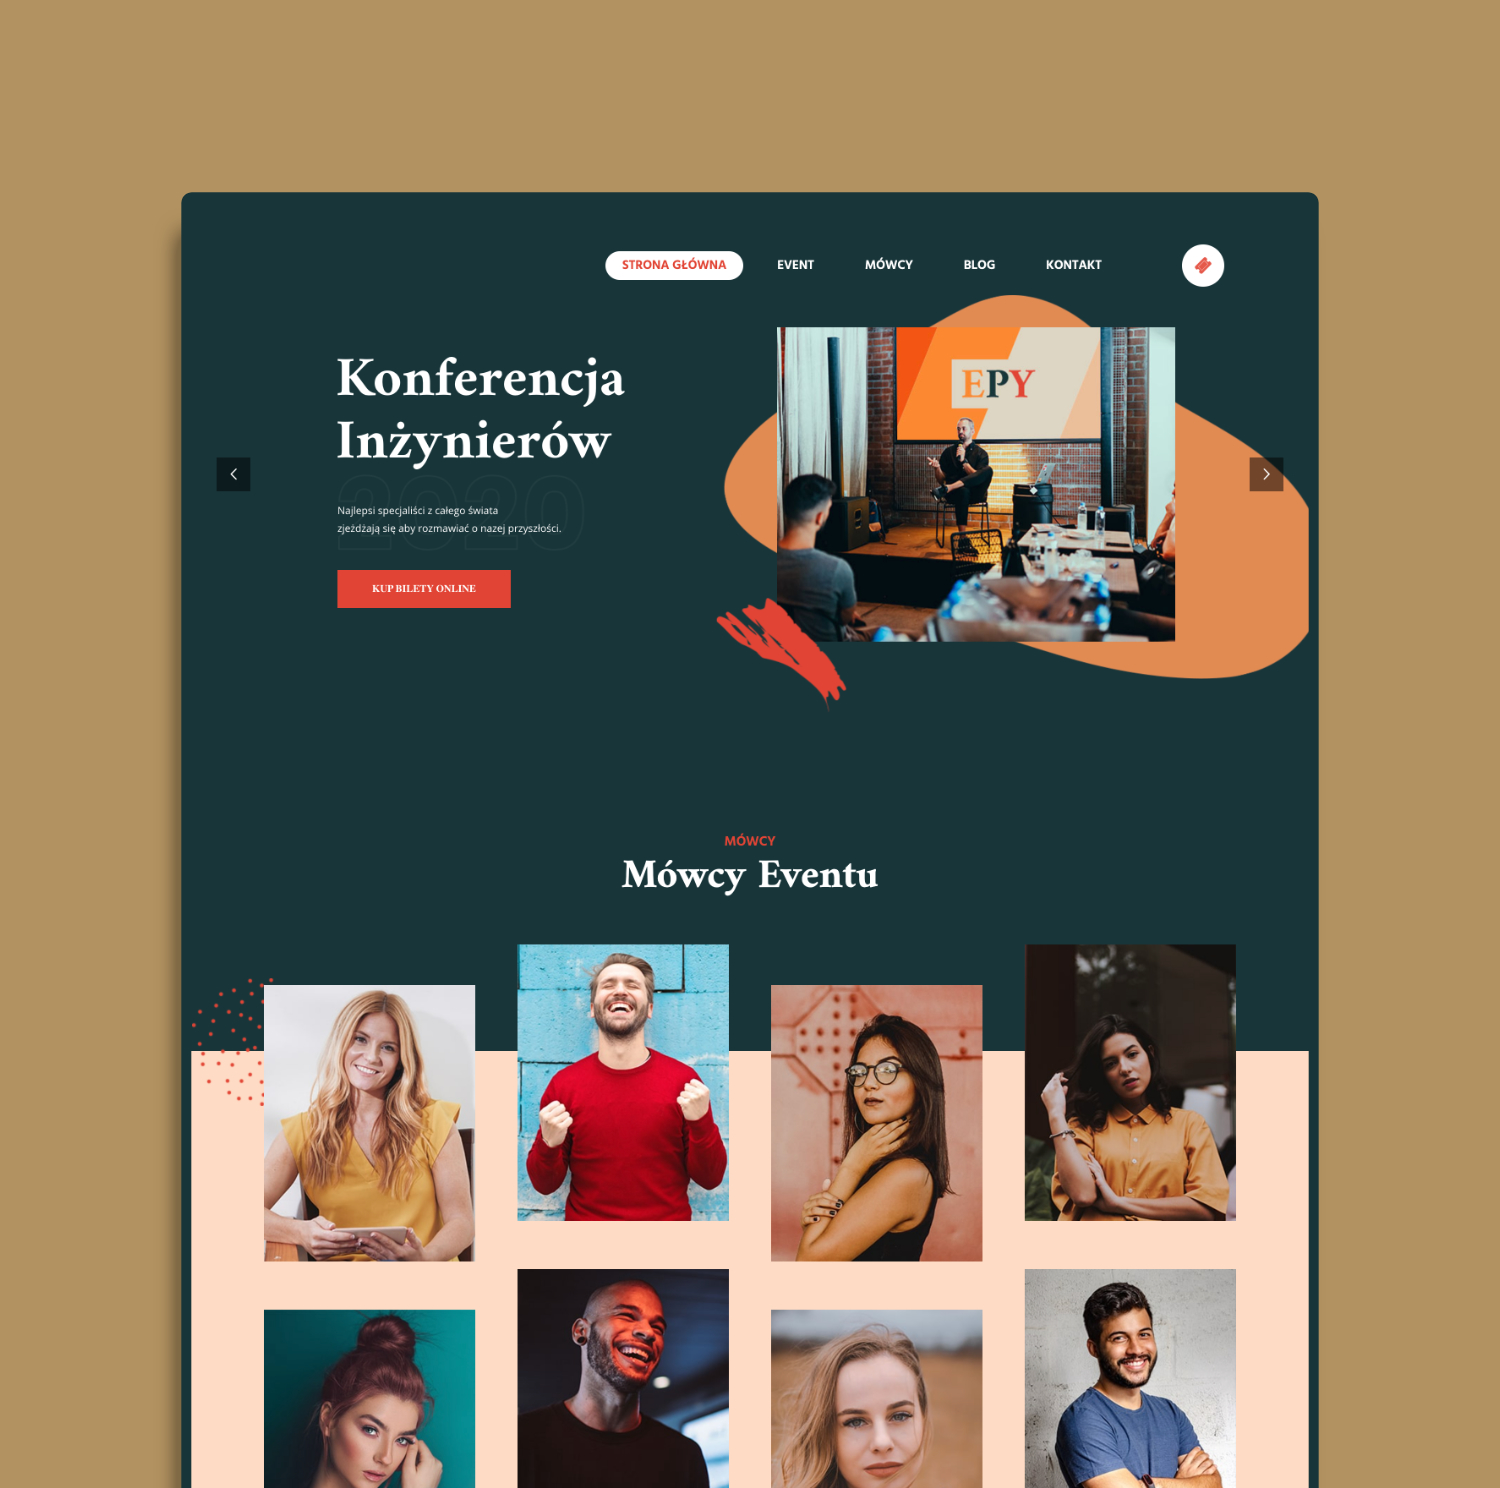 STRONA GŁÓWNA EVENT MÓWCY BLOG KONTAKT
EPY
Konferencja
Inżynierów
2020
Najlepsi specjaliści z całego świata
zjeżdżają się aby rozmawiać o nazej przyszłości.
KUP BILETY ONLINE
MÓWCY
Mówcy Eventu